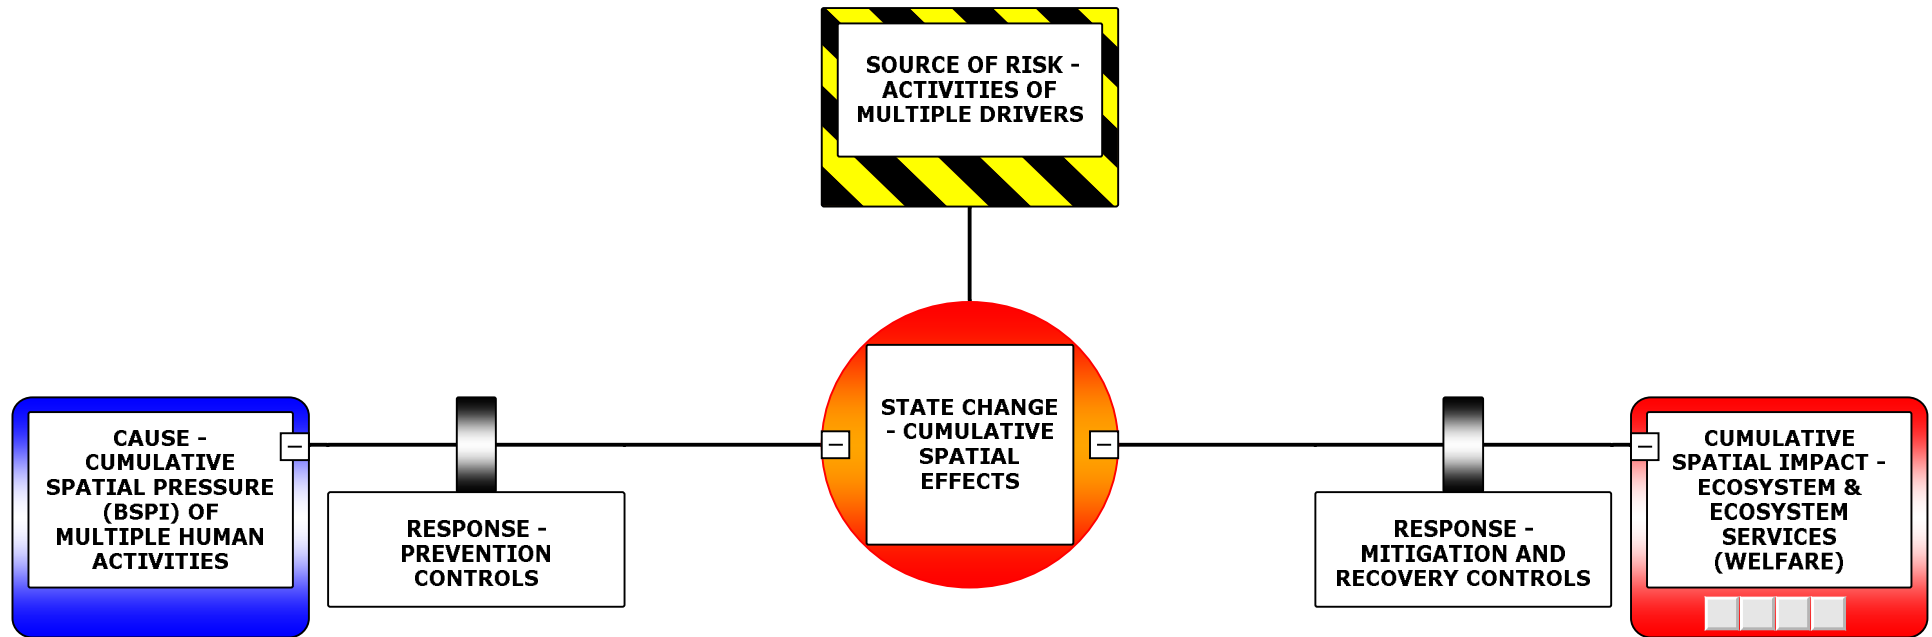 SOURCE OF RISK -
ACTIVITIES OF
MULTIPLE DRIVERS
CAUSE -
CUMULATIVE
SPATIAL PRESSURE
(BSPI) OF
MULTIPLE HUMAN
ACTIVITIES
RESPONSE -
PREVENTION
CONTROLS
STATE CHANGE
- CUMULATIVE
SPATIAL
EFFECTS
RESPONSE -
MITIGATION AND
RECOVERY CONTROLS
CUMULATIVE
SPATIAL IMPACT -
ECOSYSTEM &
ECOSYSTEM
SERVICES
(WELFARE)